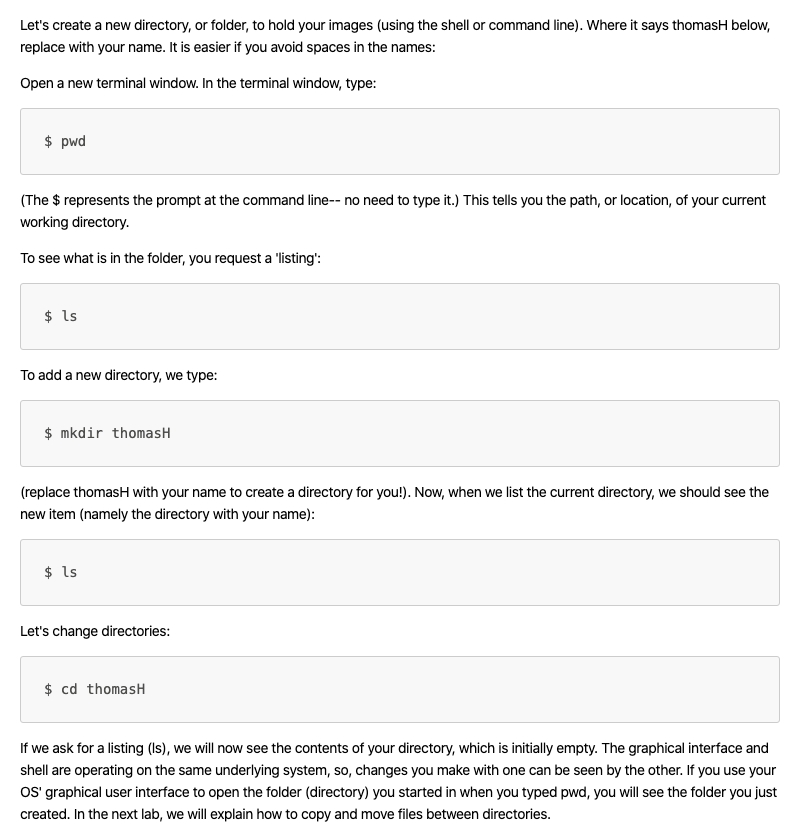 Let's create a new directory, or folder, to hold your images (using the shell or command line). Where it says thomasH below,
replace with your name. It is easier if you avoid spaces in the names:
Open a new terminal window. In the terminal window, type:
$ pwd
(The $ represents the prompt at the command line-- no need to type it.) This tells you the path, or location, of your current
working directory.
To see what is in the folder, you request a 'listing':
$ ls
To add a new directory, we type:
$ mkdir thomasH
(replace thomasH with your name to create a directory for you!). Now, when we list the current directory, we should see the
new item (namely the directory with your name):
$ ls
Let's change directories:
$ cd thomasH
If we ask for a listing (ls), we will now see the contents of your directory, which is initially empty. The graphical interface and
shell are operating on the same underlying system, so, changes you make with one can be seen by the other. If you use your
OS' graphical user interface to open the folder (directory) you started in when you typed pwd, you will see the folder you just
created. In the next lab, we will explain how to copy and move files between directories.